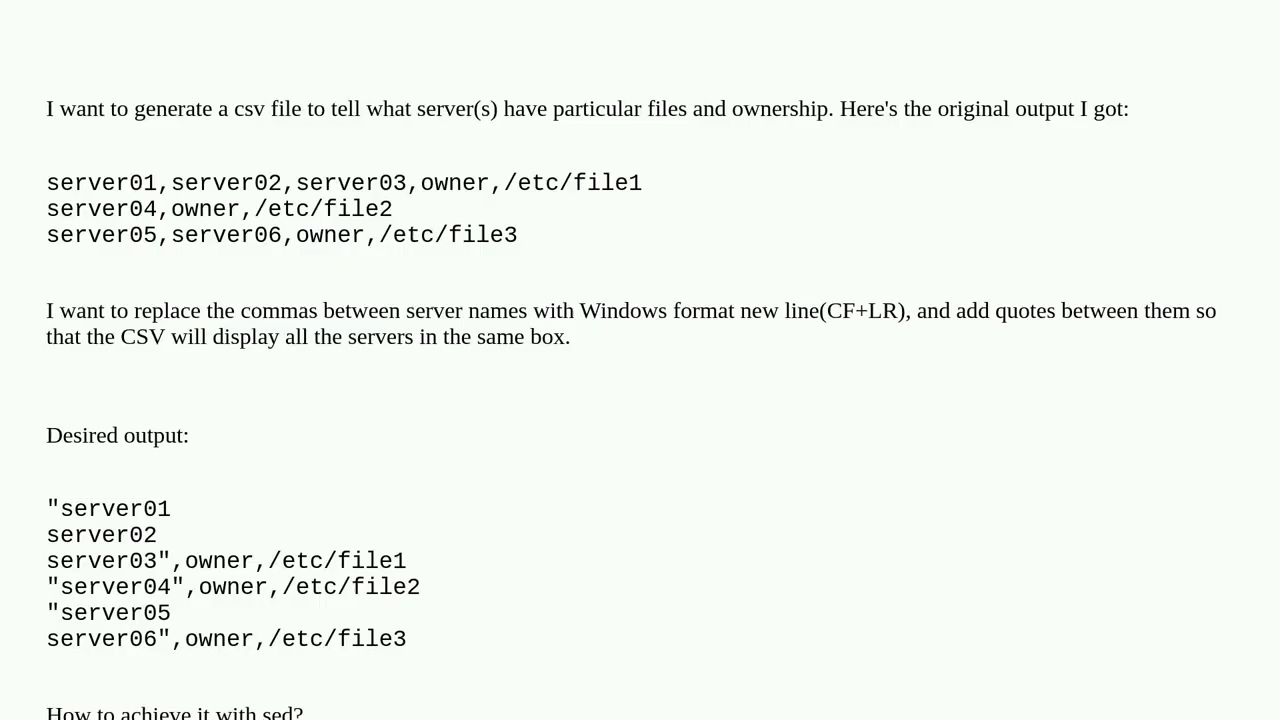 I want to generate a csv file to tell what server(s) have particular files and ownership. Here's the original output I got:
server01,server02,server03,owner,/etc/file1
server04,owner,/etc/file2
server05,server06,owner,/etc/file3
I want to replace the commas between server names with Windows format new line(CF+LR), and add quotes between them so
that the CSV will display all the servers in the same box.
Desired output:
"server01
server02
server03",owner,/etc/file1
"server04",owner,/etc/file2
"server05
server06",owner,/etc/file3
How to achieve it with sed?